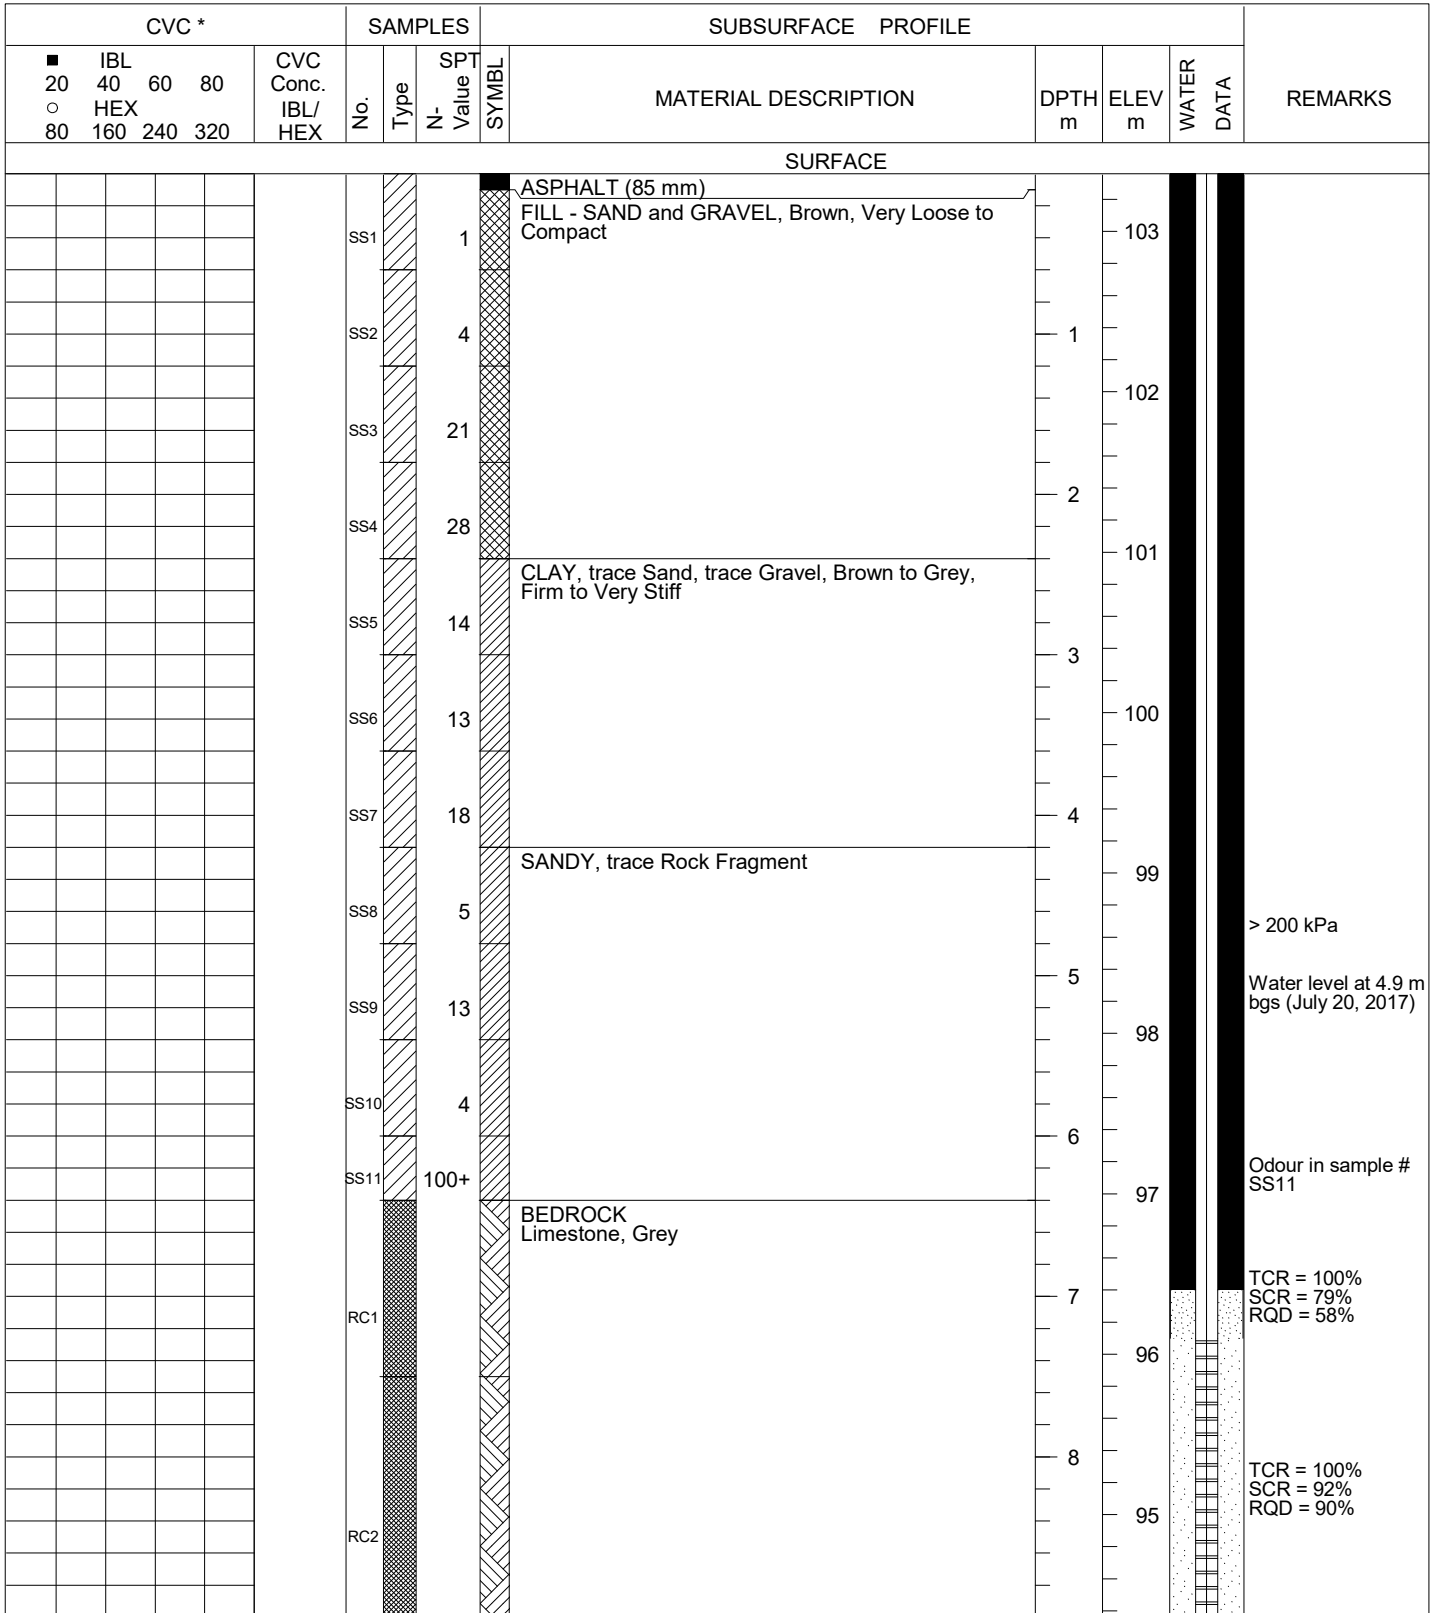 CVC *
SAMPLES
SUBSURFACE PROFILE
■ IBL
20 40 60 80
○ HEX
80 160 240 320
CVC
Conc.
IBL/
HEX
No.
Type
SPT
N-
Value
SYMBL
MATERIAL DESCRIPTION
DPTH
m
ELEV
m
WATER
DATA
REMARKS
SURFACE
ASPHALT (85 mm)
FILL - SAND and GRAVEL, Brown, Very Loose to
Compact
SS1 1
103
SS2 4
1
102
SS3 21
2
SS4 28
101
CLAY, trace Sand, trace Gravel, Brown to Grey,
Firm to Very Stiff
SS5 14
3
SS6 13
100
SS7 18
4
SANDY, trace Rock Fragment
99
SS8 5
> 200 kPa
5
Water level at 4.9 m
bgs (July 20, 2017)
SS9 13
98
SS10 4
6
Odour in sample #
SS11
SS11 100+
97
BEDROCK
Limestone, Grey
TCR = 100%
SCR = 79%
RQD = 58%
7
RC1
96
8
TCR = 100%
SCR = 92%
RQD = 90%
95
RC2